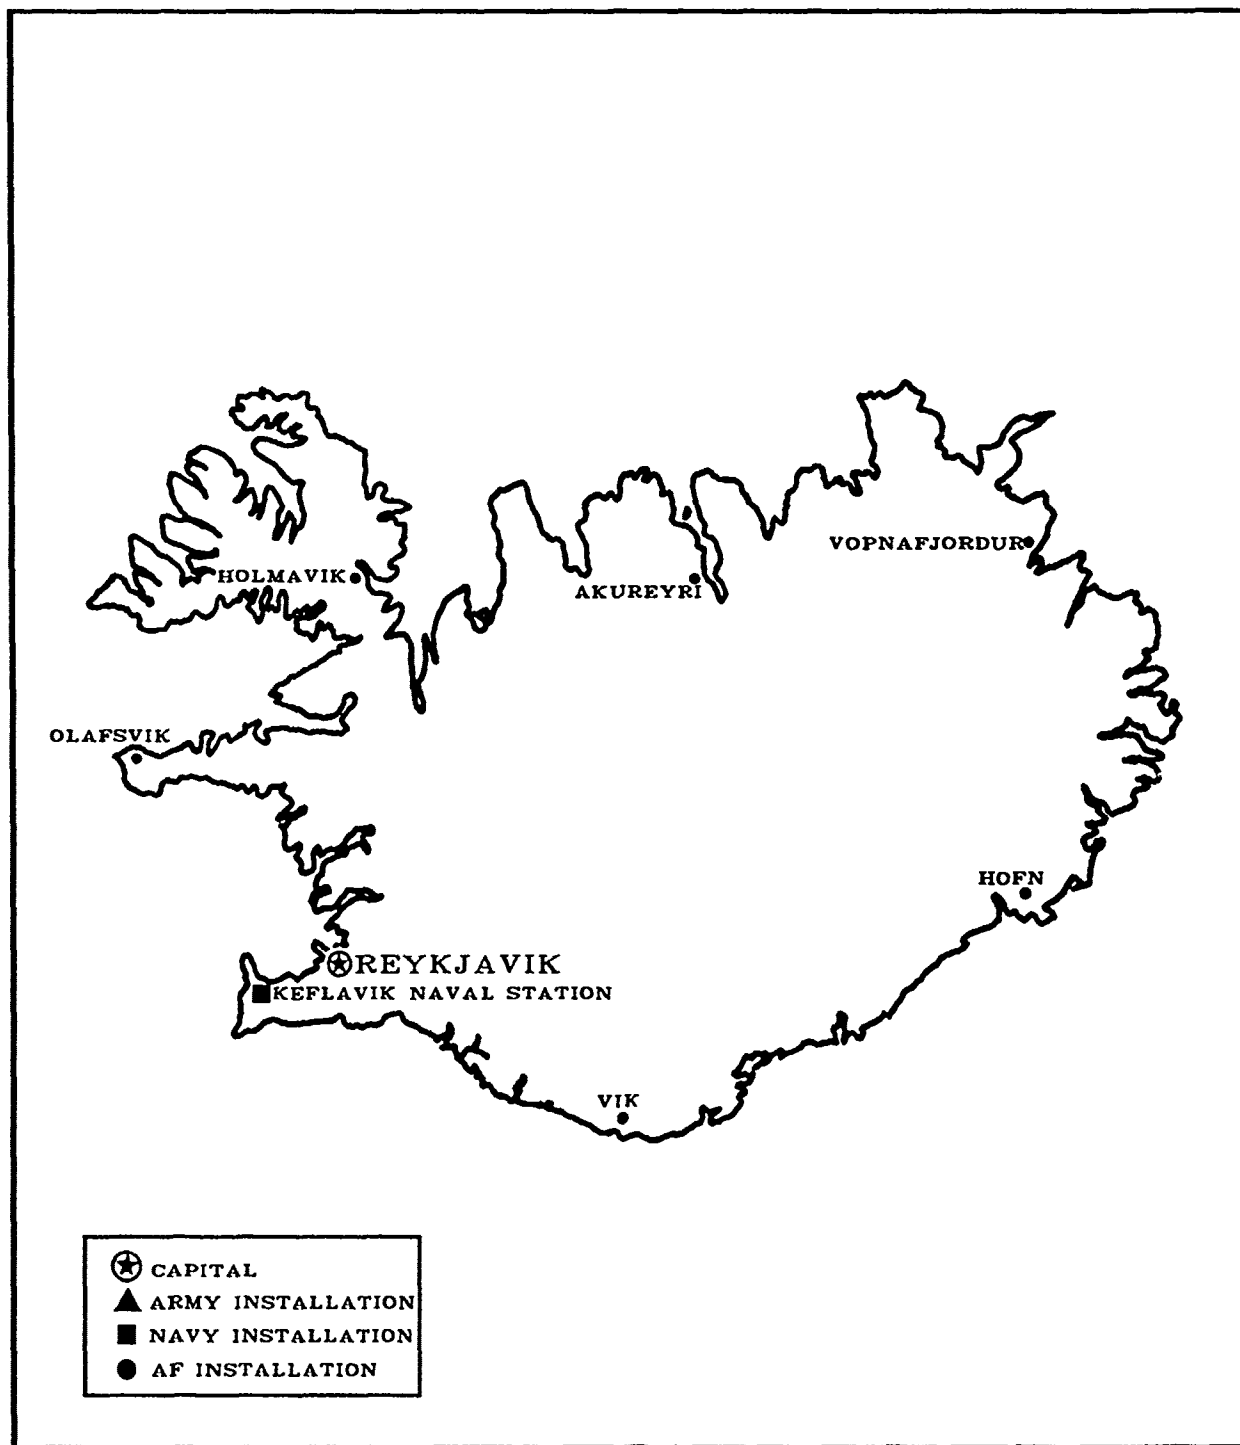 VOPNAFJORDUR
HOLMAVIK
AKUREYRI
OLAFSVIK
HOFN
REYKJAVIK
KEFLAVIK NAVAL STATION
VIK
CAPITAL
ARMY INSTALLATION
NAVY INSTALLATION
AF INSTALLATION